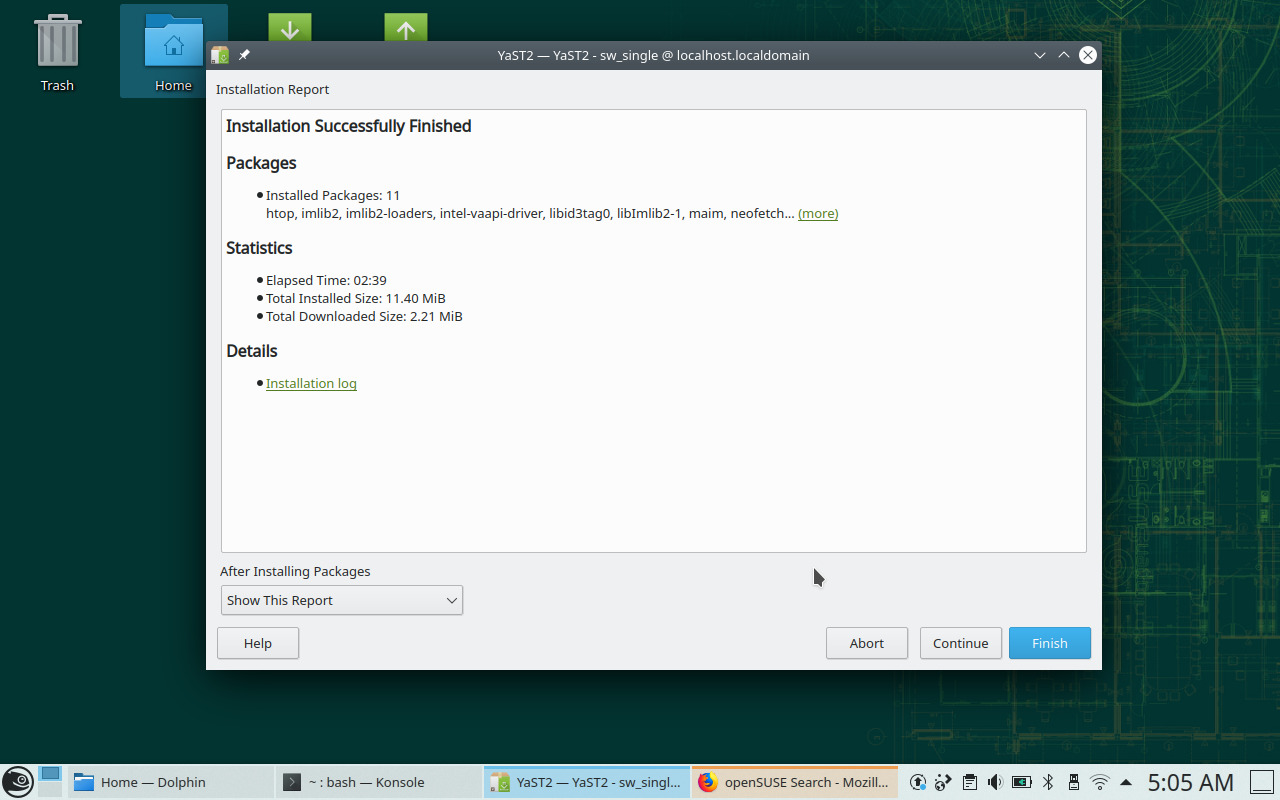 Trash
Home
YaST2 — YaST2 - sw_single @ localhost.localdomain
Installation Report
Installation Successfully Finished
Packages
Installed Packages: 11
htop, imlib2, imlib2-loaders, intel-vaapi-driver, libid3tag0, libImlib2-1, maim, neofetch... (more)
Statistics
Elapsed Time: 02:39
Total Installed Size: 11.40 MiB
Total Downloaded Size: 2.21 MiB
Details
Installation log
After Installing Packages
Show This Report
Help
Abort
Continue
Finish
Home — Dolphin
~ : bash — Konsole
YaST2 — YaST2 - sw_singl...
openSUSE Search - Mozill...
5:05 AM